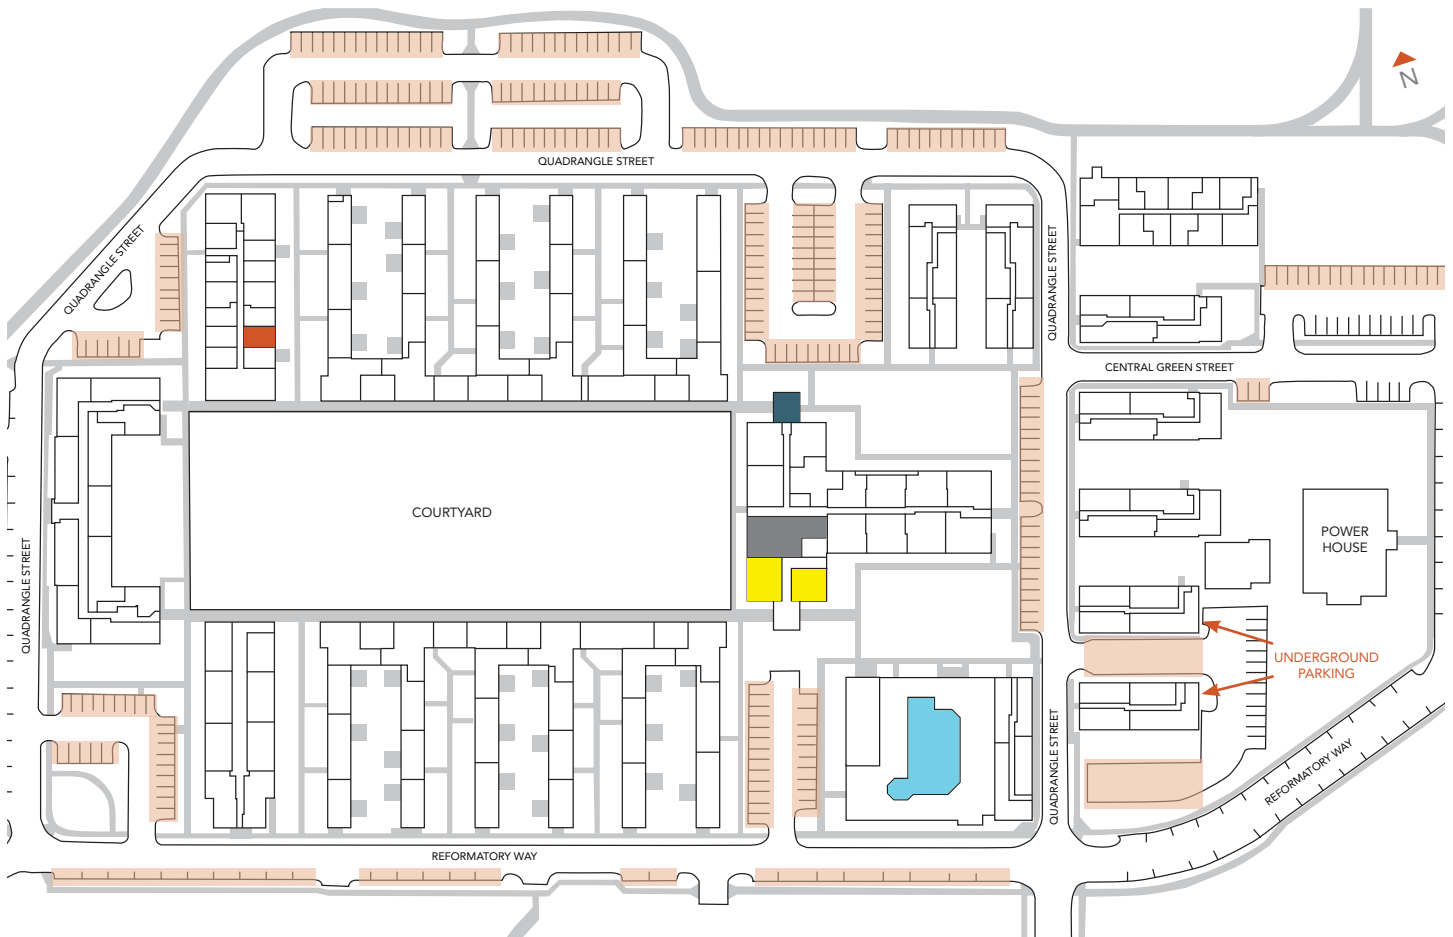 N
QUADRANGLE STREET
QUADRANGLE STREET
QUADRANGLE STREET
CENTRAL GREEN STREET
COURTYARD
POWER
HOUSE
QUADRANGLE STREET
UNDERGROUND
PARKING
QUADRANGLE STREET
REFORMATORY WAY
REFORMATORY WAY